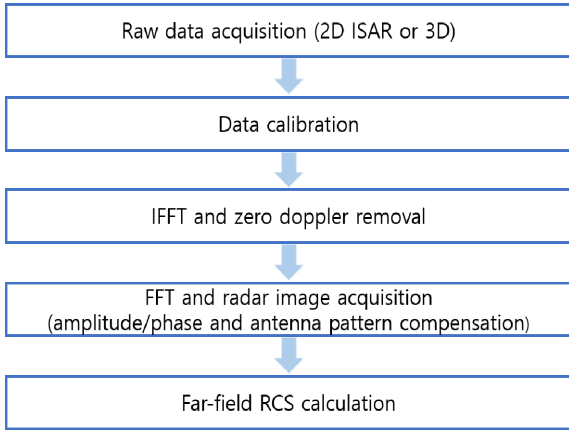 Raw data acquisition (2D ISAR or 3D)
Data calibration
IFFT and zero doppler removal
FFT and radar image acquisition
(amplitude/phase and antenna pattern compensation)
Far-field RCS calculation